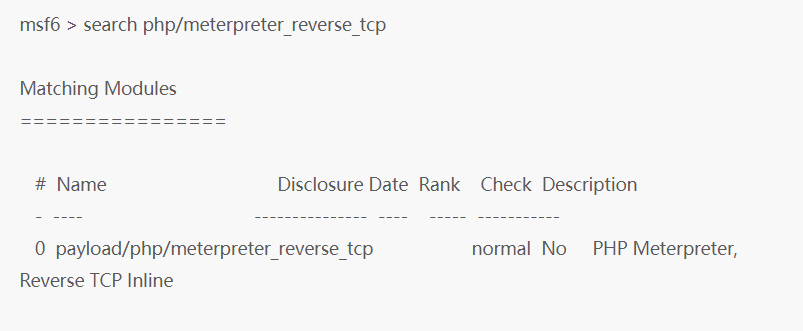 msf6 > search php/meterpreter_reverse_tcp
Matching Modules
================
# Name Disclosure Date Rank Check Description
- ---- --------------- ---- ----- -----------
0 payload/php/meterpreter_reverse_tcp normal No PHP Meterpreter,
Reverse TCP Inline